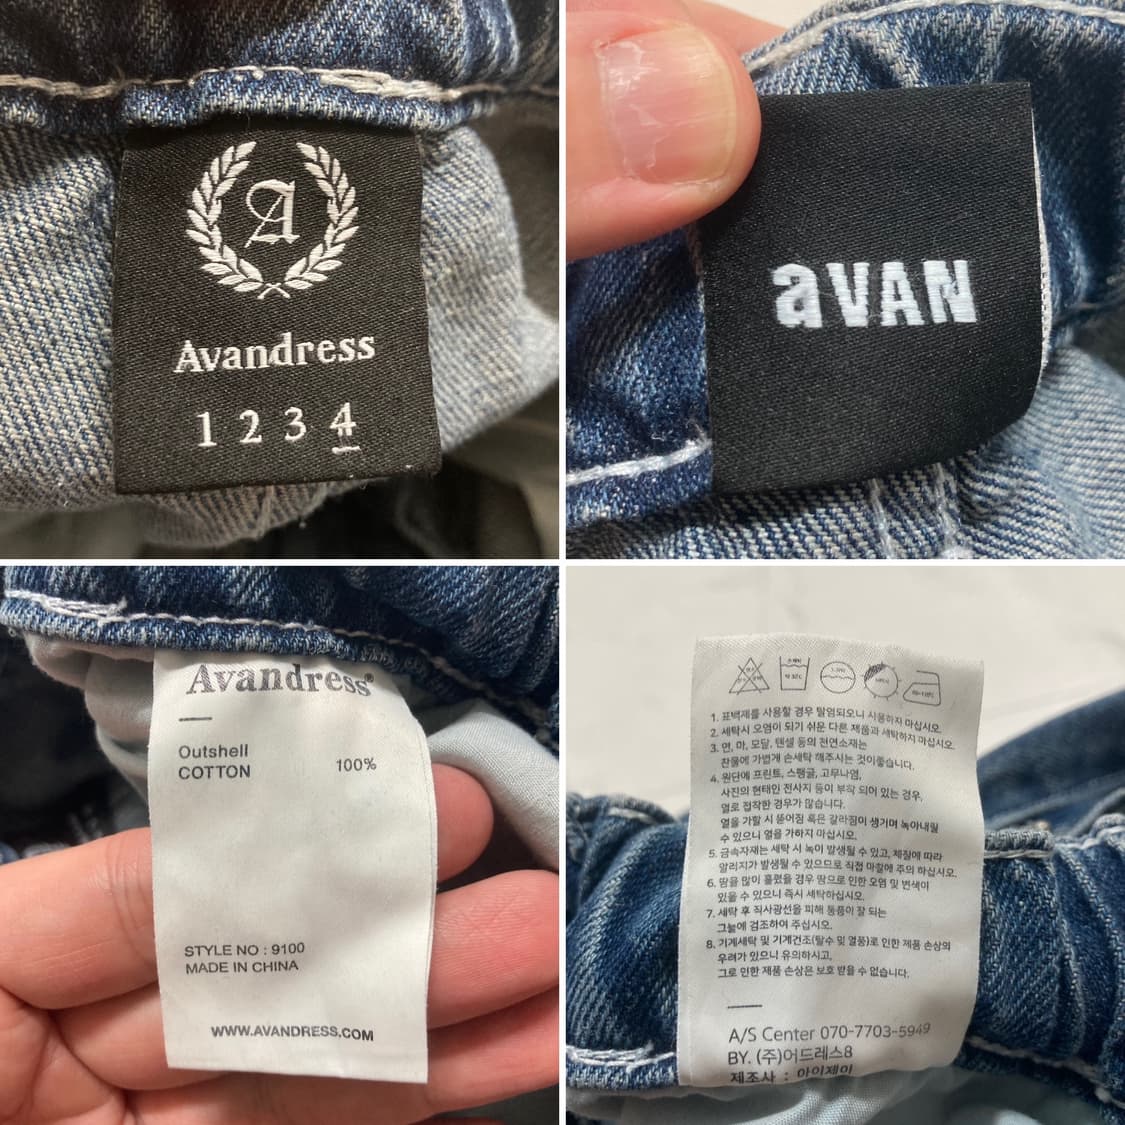 A
Avandress
1 2 3 4
aVAN
Avandress®
Outshell
COTTON 100%
STYLE NO : 9100
MADE IN CHINA
WWW.AVANDRESS.COM
1. 표백제를 사용할 경우 탈염되오니 사용하지 마십시오.
2. 세탁시 오염이 되기 쉬운 다른 제품과 세탁하지 마십시오.
3. 면, 마, 모달, 텐셀 등의 천연소재는
찬물에 가볍게 손세탁 해주시는 것이좋습니다.
4. 원단에 프린트, 스팽글, 고무나염,
사진의 현태인 전사지 등이 부착 되어 있는 경우,
열로 접착한 경우가 많습니다.
열을 가할 시 뜯어짐 혹은 갈라짐이 생기며 녹아내릴
수 있으니 열을 가하지 마십시오.
5. 금속자재는 세탁 시 녹이 발생될 수 있고, 체질에 따라
알러지가 발생될 수 있으므로 직접 마찰에 주의 하십시오.
6. 땀을 많이 흘렸을 경우 땀으로 인한 오염 및 변색이
있을 수 있으니 즉시 세탁하십시오.
7. 세탁 후 직사광선을 피해 통풍이 잘 되는
그늘에 건조하여 주십시오.
8. 기계세탁 및 기계건조(탈수 및 열풍)로 인한 제품 손상의
우려가 있으니 유의하시고,
그로 인한 제품 손상은 보호 받을 수 없습니다.
A/S Center 070-7703-5949
BY. (주)어드레스8
제조사 : 아이제이